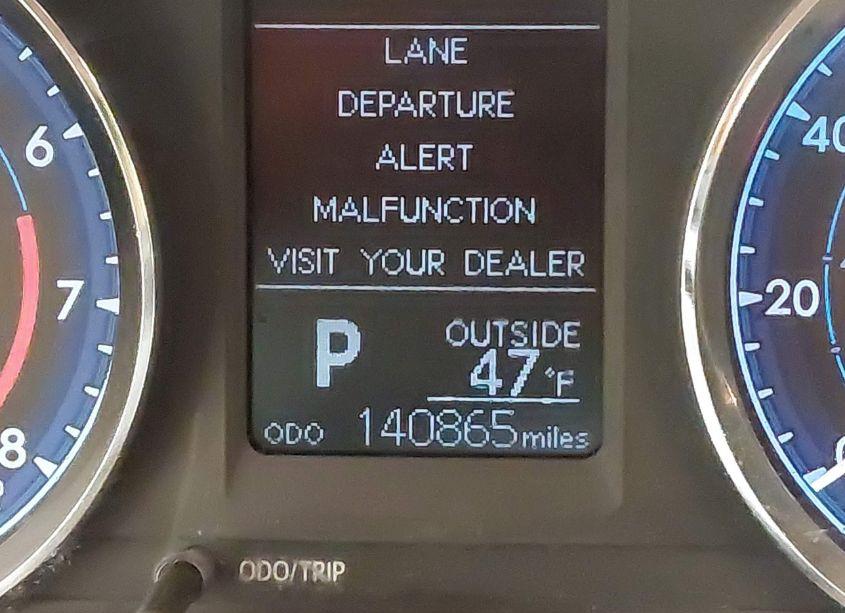 LANE
DEPARTURE
ALERT
MALFUNCTION
VISIT YOUR DEALER
P
OUTSIDE
47°F
ODO 140865 miles
ODO/TRIP
6
7
8
40
20
0